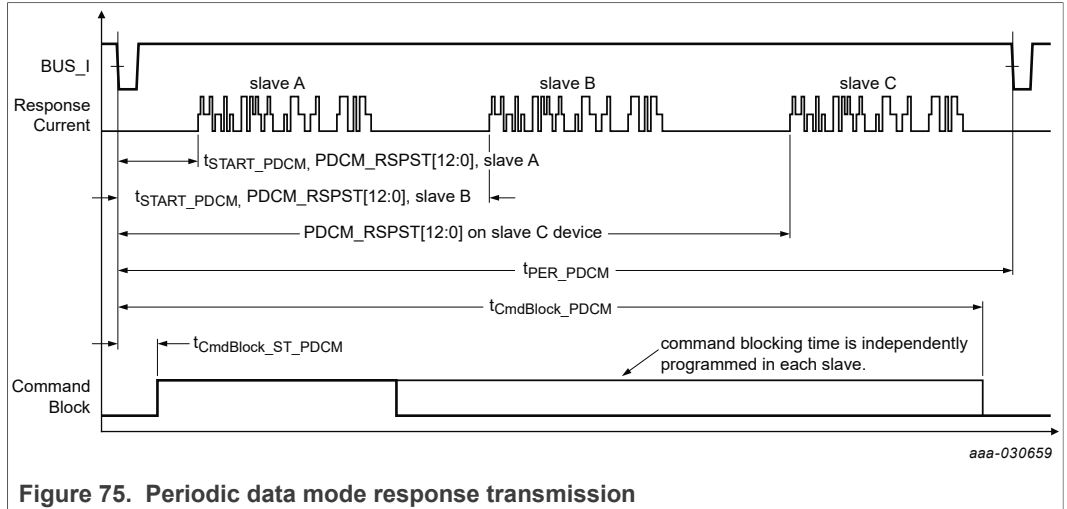 BUS_I
slave A
slave B
slave C
Response
Current
tSTART_PDCM, PDCM_RSPST[12:0], slave A
tSTART_PDCM, PDCM_RSPST[12:0], slave B
PDCM_RSPST[12:0] on slave C device
tPER_PDCM
tCmdBlock_PDCM
tCmdBlock_ST_PDCM
command blocking time is independently
programmed in each slave.
Command
Block
aaa-030659
Figure 75. Periodic data mode response transmission